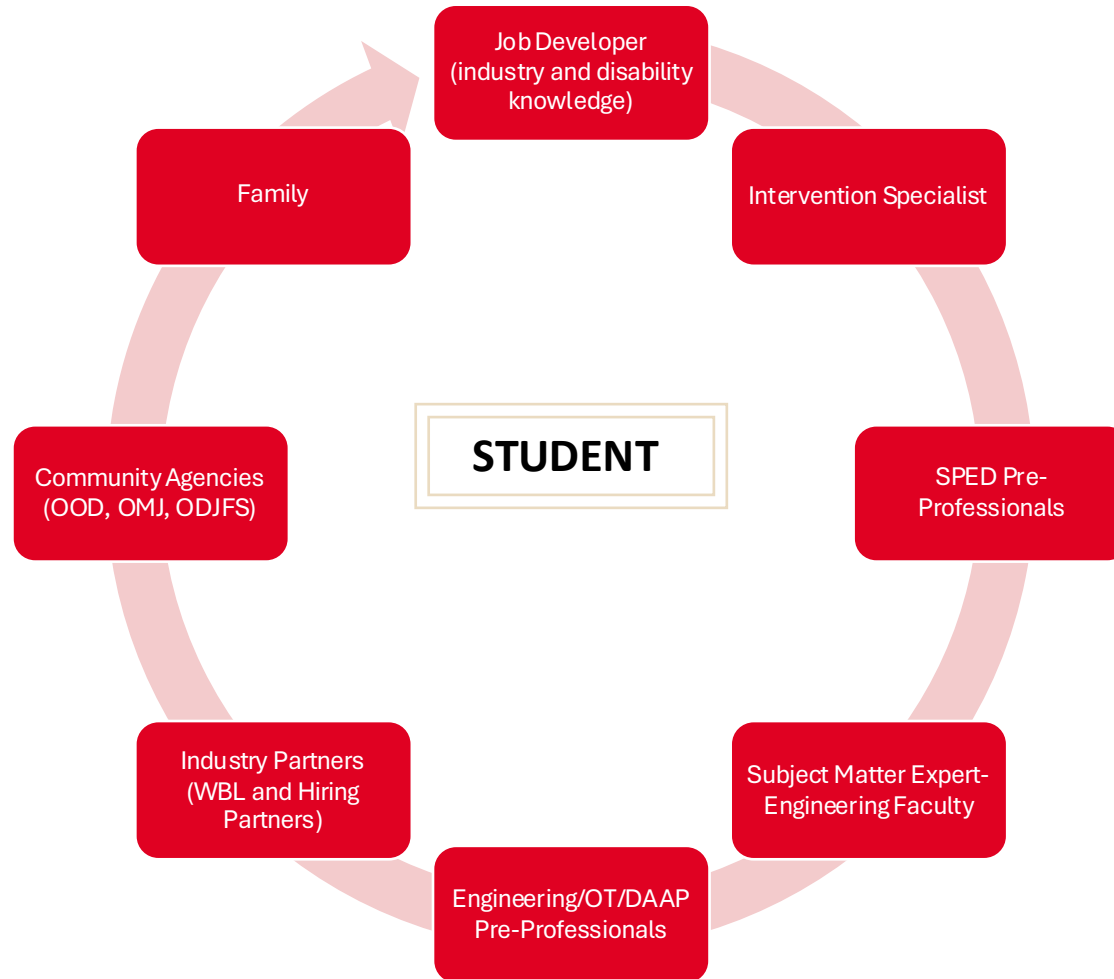 Job Developer
(industry and disability
knowledge)
Intervention Specialist
SPED Pre-
Professionals
Subject Matter Expert-
Engineering Faculty
Engineering/OT/DAAP
Pre-Professionals
Industry Partners
(WBL and Hiring
Partners)
Community Agencies
(OOD, OMJ, ODJFS)
Family
STUDENT